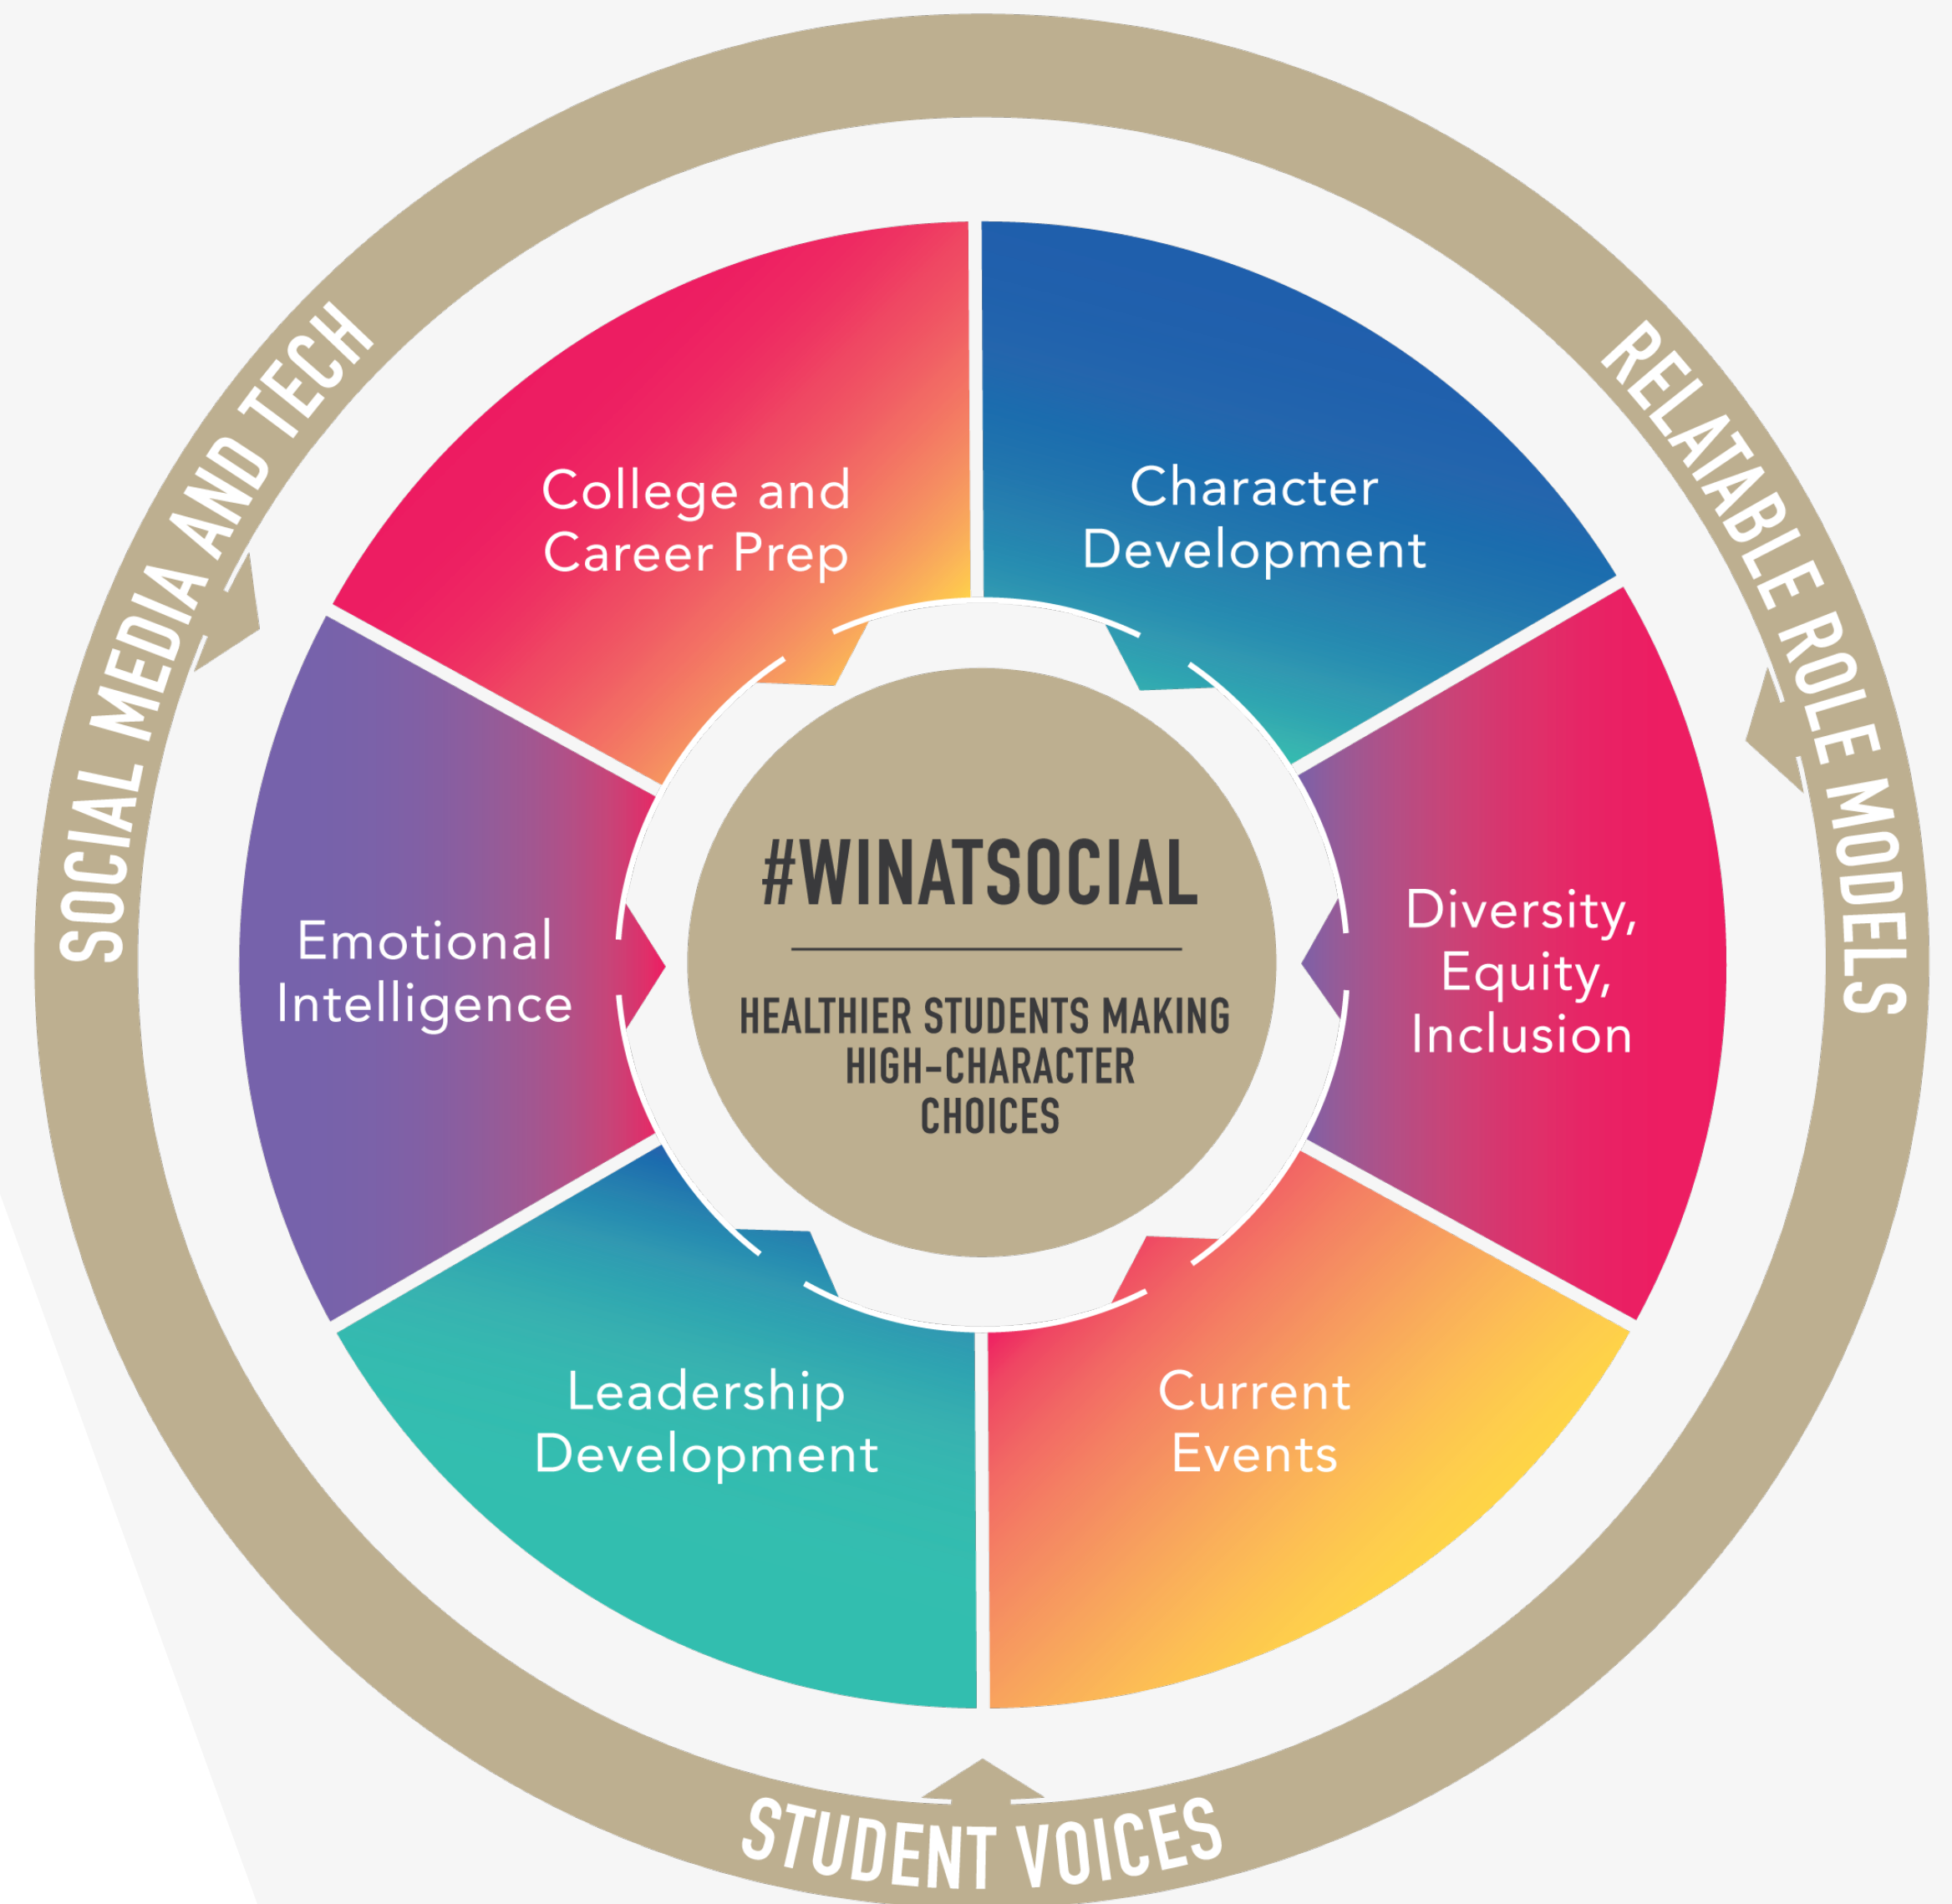 SOCIAL MEDIA AND TECH
RELATABLE ROLE MODELS
College and
Career Prep
Character
Development
Emotional
Intelligence
#WINATSOCIAL
HEALTHIER STUDENTS MAKING
HIGH-CHARACTER
CHOICES
Diversity,
Equity,
Inclusion
Leadership
Development
Current
Events
STUDENT VOICES